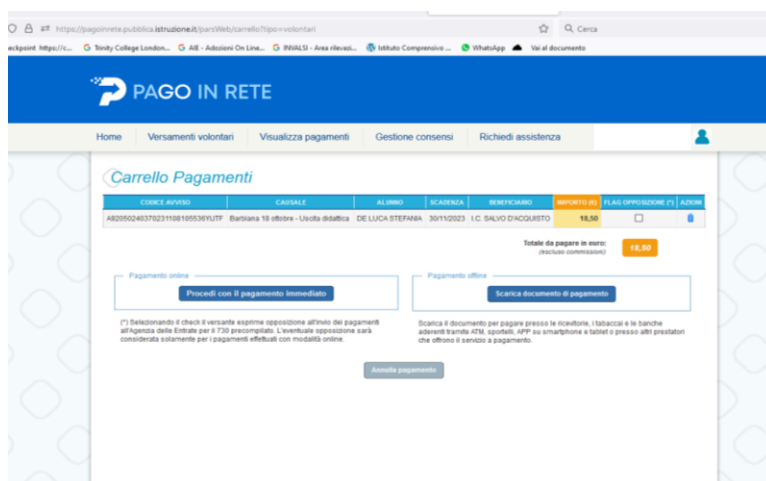 https://pagoinrete.pubblica.istruzione.it/parsWeb/carrello?tipo=volontari
Cerca
eckpoint https://c...
Trinity College London...
AIE - Adozioni On Line...
INVALSI - Area rilevazi...
Istituto Comprensivo ...
WhatsApp
Vai al documento
PAGO IN RETE
Home Versamenti volontari Visualizza pagamenti Gestione consensi Richiedi assistenza
Carrello Pagamenti
CODICE AVVISO CAUSALE ALUNNO SCADENZA BENEFICIARIO IMPORTO (€) FLAG OPPOSIZIONE (*) AZIONI
Barbiana 18 ottobre - Uscita didattica DE LUCA STEFANIA 30/11/2023 I.C. SALVO D'ACQUISTO 18,50
Totale da pagare in euro:
(escluso commissioni)
18,50
Pagamento online
Procedi con il pagamento immediato
(*) Selezionando il check il versante esprime opposizione all'invio dei pagamenti
all'Agenzia delle Entrate per il 730 precompilato. L'eventuale opposizione sarà
considerata solamente per i pagamenti effettuati con modalità online.
Pagamento offline
Scarica documento di pagamento
Scarica il documento per pagare presso le ricevitorie, i tabaccai e le banche
aderenti tramite ATM, sportelli, APP su smartphone e tablet o presso altri prestatori
che offrono il servizio a pagamento.
Annulla pagamento